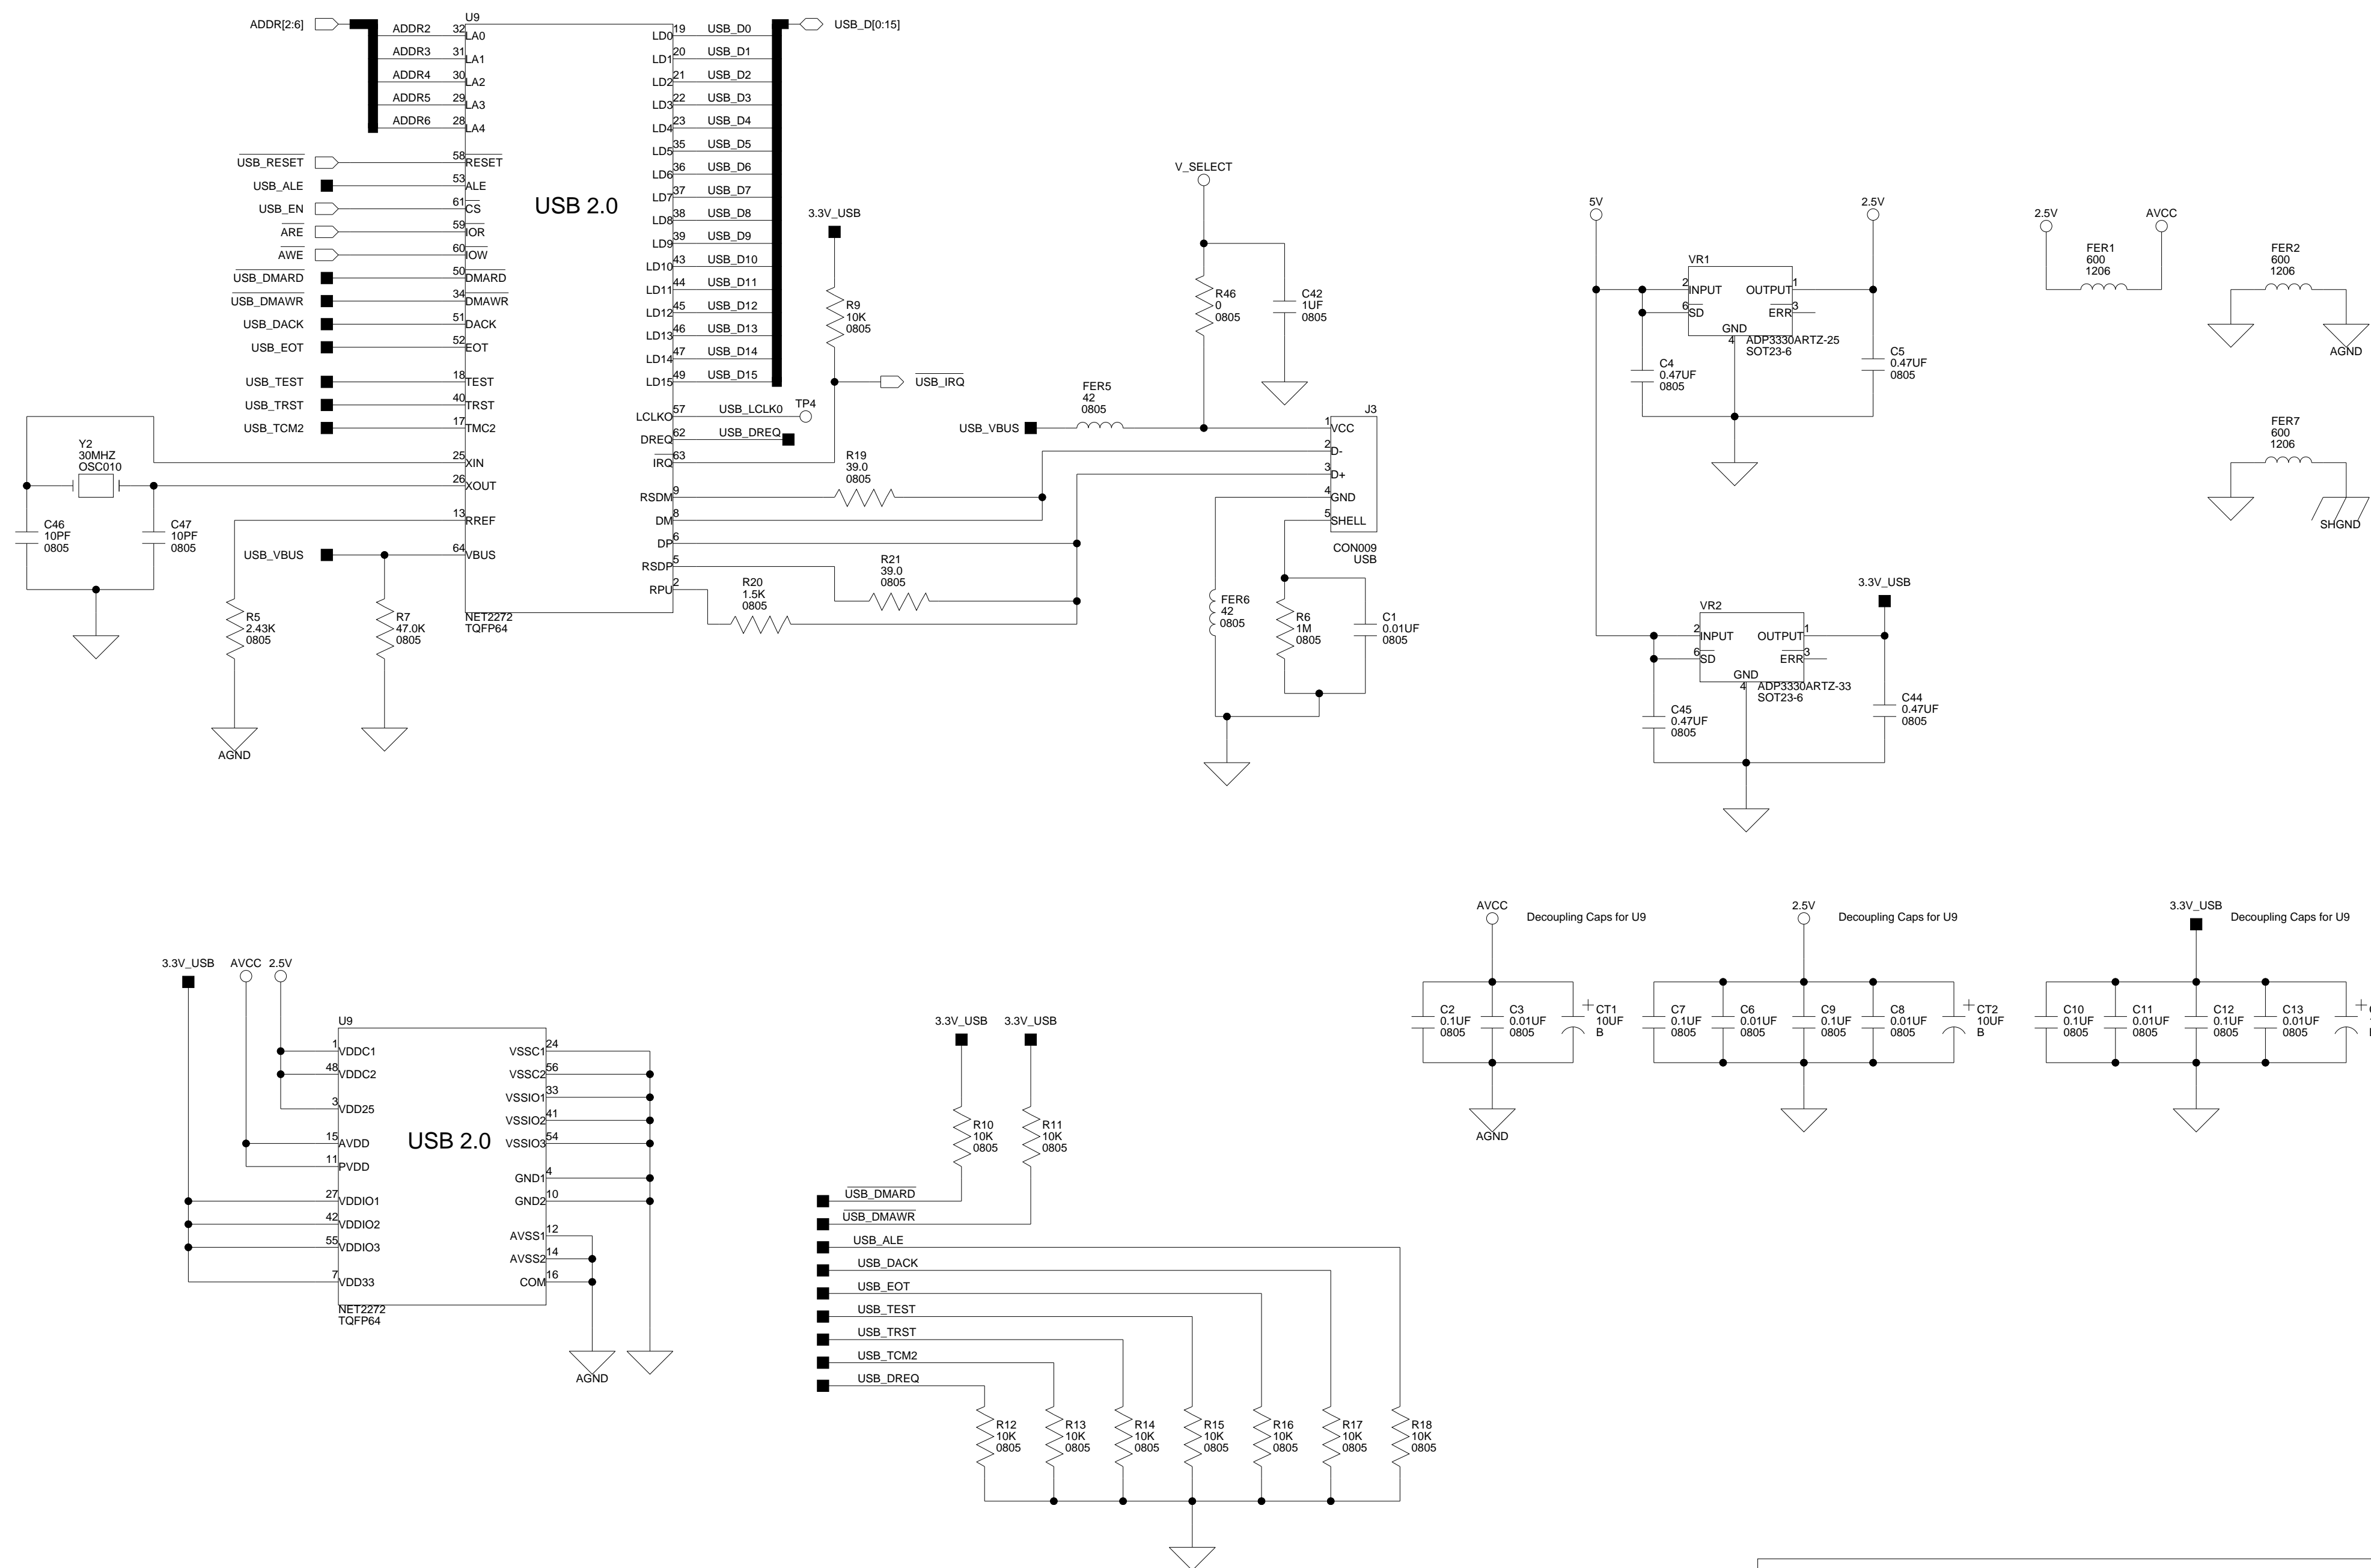 U9
ADDR[2:6]
ADDR2 32 LA0
ADDR3 31 LA1
ADDR4 30 LA2
ADDR5 29 LA3
ADDR6 28 LA4
USB_RESET 58 RESET
USB_ALE 53 ALE
USB_EN 61 CS
ARE 59 IOR
AWE 60 IOW
USB_DMARD 50 DMARD
USB_DMAWR 34 DMAWR
USB_DACK 51 DACK
USB_EOT 52 EOT
USB_TEST 18 TEST
USB_TRST 40 TRST
USB_TCM2 17 TMC2
25 XIN
26 XOUT
13 RREF
USB_VBUS 64 VBUS
USB 2.0
NET2272
TQFP64
Y2
30MHZ
OSC010
C46
10PF
0805
C47
10PF
0805
R5
2.43K
0805
AGND
R7
47.0K
0805
USB_D[0:15]
LD0 19 USB_D0
LD1 20 USB_D1
LD2 21 USB_D2
LD3 22 USB_D3
LD4 23 USB_D4
LD5 35 USB_D5
LD6 36 USB_D6
LD7 37 USB_D7
LD8 38 USB_D8
LD9 39 USB_D9
LD10 43 USB_D10
LD11 44 USB_D11
LD12 45 USB_D12
LD13 46 USB_D13
LD14 47 USB_D14
LD15 49 USB_D15
LCLKO 57 USB_LCLK0 TP4
DREQ 62 USB_DREQ
IRQ 63
RSDM 9
DM 8
DP 6
RSDP 5
RPU 2
3.3V_USB
R9
10K
0805
USB_IRQ
R19
39.0
0805
R21
39.0
0805
R20
1.5K
0805
V_SELECT
R46
0
0805
C42
1UF
0805
FER5
42
0805
USB_VBUS
J3
1 VCC
2 D-
3 D+
4 GND
5 SHELL
CON009
USB
FER6
42
0805
R6
1M
0805
C1
0.01UF
0805
5V
2.5V
VR1
2 INPUT OUTPUT 1
6 SD ERR 3
GND
4 ADP3330ARTZ-25
SOT23-6
C4
0.47UF
0805
C5
0.47UF
0805
3.3V_USB
VR2
2 INPUT OUTPUT 1
6 SD ERR 3
GND
4 ADP3330ARTZ-33
SOT23-6
C45
0.47UF
0805
C44
0.47UF
0805
2.5V AVCC
FER1
600
1206
FER2
600
1206
AGND
FER7
600
1206
SHGND
3.3V_USB AVCC 2.5V
U9
1 VDDC1
48 VDDC2
3 VDD25
15 AVDD
11 PVDD
27 VDDIO1
42 VDDIO2
55 VDDIO3
7 VDD33
USB 2.0
VSSC1 24
VSSC2 56
VSSIO1 33
VSSIO2 41
VSSIO3 54
GND1 4
GND2 10
AVSS1 12
AVSS2 14
COM 16
NET2272
TQFP64
AGND
3.3V_USB 3.3V_USB
R10
10K
0805
R11
10K
0805
USB_DMARD
USB_DMAWR
USB_ALE
USB_DACK
USB_EOT
USB_TEST
USB_TRST
USB_TCM2
USB_DREQ
R12
10K
0805
R13
10K
0805
R14
10K
0805
R15
10K
0805
R16
10K
0805
R17
10K
0805
R18
10K
0805
AVCC
Decoupling Caps for U9
C2
0.1UF
0805
C3
0.01UF
0805
CT1
10UF
B
AGND
2.5V
Decoupling Caps for U9
C7
0.1UF
0805
C6
0.01UF
0805
C9
0.1UF
0805
C8
0.01UF
0805
CT2
10UF
B
3.3V_USB
Decoupling Caps for U9
C10
0.1UF
0805
C11
0.01UF
0805
C12
0.1UF
0805
C13
0.01UF
0805